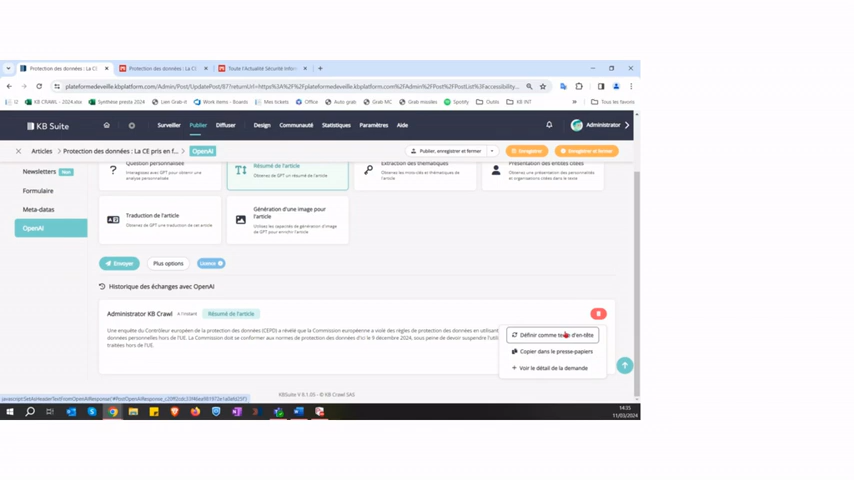 Protection des données : La CE
Protection des données : La C
Toute l'Actualité Sécurité Inform
plateformedeveille.kbplatform.com/Admin/Post/UpdatePost/87?returnUrl=https%3A%2F%2Fplateformedeveille.kbplatform.com%2FAdmin%2FPost%2FPostList%3Faccessibility...
KB CRAWL - 2024.xlsx
Synthèse presta 2024
Lien Grab-it
Work Items - Boards
Mes tickets
Office
Auto grab
Grab MC
Grab mobiles
Spotify
Outils
KB INT
Tous les favoris
KB Suite
Surveiller
Publier
Diffuser
Design
Communauté
Statistiques
Paramètres
Aide
Administrator
Articles
Protection des données : La CE pris en f...
OpenAI
Publier, enregistrer et fermer
Enregistrer
Enregistrer et fermer
Newsletters
New
Formulaire
Meta-datas
OpenAI
Question personnalisée
Interagissez avec GPT pour obtenir une
analyse personnalisée
Résumé de l'article
Obtenez de GPT un résumé de l'article
Extraction des thématiques
Obtenez les mots-clés et thématiques de
l'article
Présentation des entités citées
Obtenez une présentation des personnalités
et organisations citées dans le texte
Traduction de l'article
Obtenez de GPT une traduction de cet article
Génération d'une image pour
l'article
Utilisez les capacités de génération d'image
de GPT pour enrichir l'article
Envoyer
Plus options
Licence
Historique des échanges avec OpenAI
Administrator KB Crawl
Résumé de l'article
Une enquête du Contrôleur européen de la protection des données (CEPD) a révélé que la Commission européenne a violé des règles de protection des données en utilisant
données personnelles hors de l'UE. La Commission doit se conformer aux normes de protection des données d'ici le 9 décembre 2024, sous peine de devoir suspendre l'utili
traitées hors de l'UE.
Définir comme texte d'en-tête
Copier dans le presse-papiers
Voir le détail de la demande
KBSuite V 8.1.05 - © KB Crawl SAS
14:35
11/03/2024